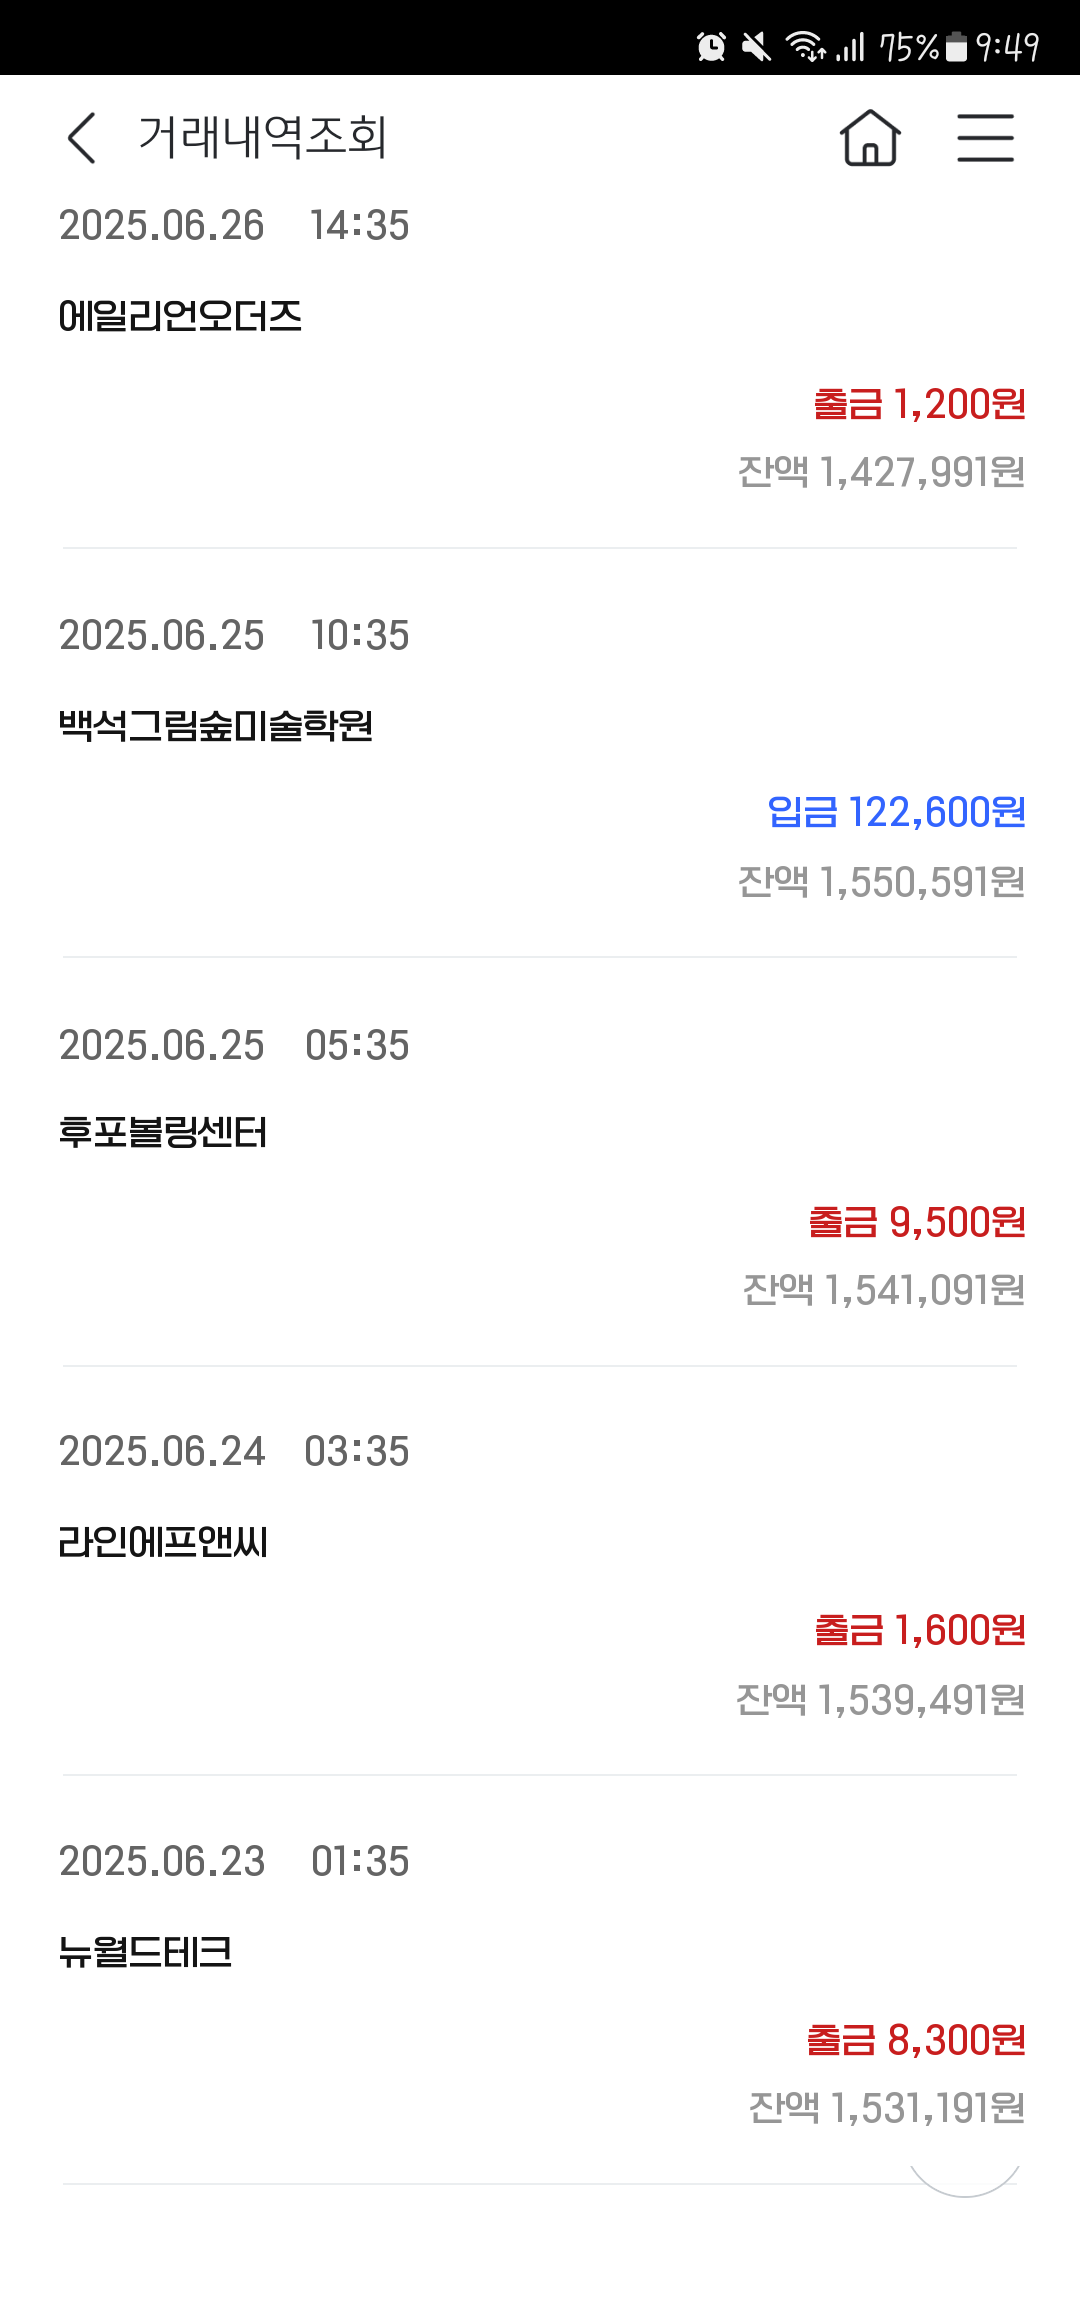 75% 9:49
거래내역조회
2025.06.26 14:35
에일리언오더즈
출금 1,200원
잔액 1,427,991원
2025.06.25 10:35
백석그림숲미술학원
입금 122,600원
잔액 1,550,591원
2025.06.25 05:35
후포볼링센터
출금 9,500원
잔액 1,541,091원
2025.06.24 03:35
라인에프앤씨
출금 1,600원
잔액 1,539,491원
2025.06.23 01:35
뉴월드테크
출금 8,300원
잔액 1,531,191원